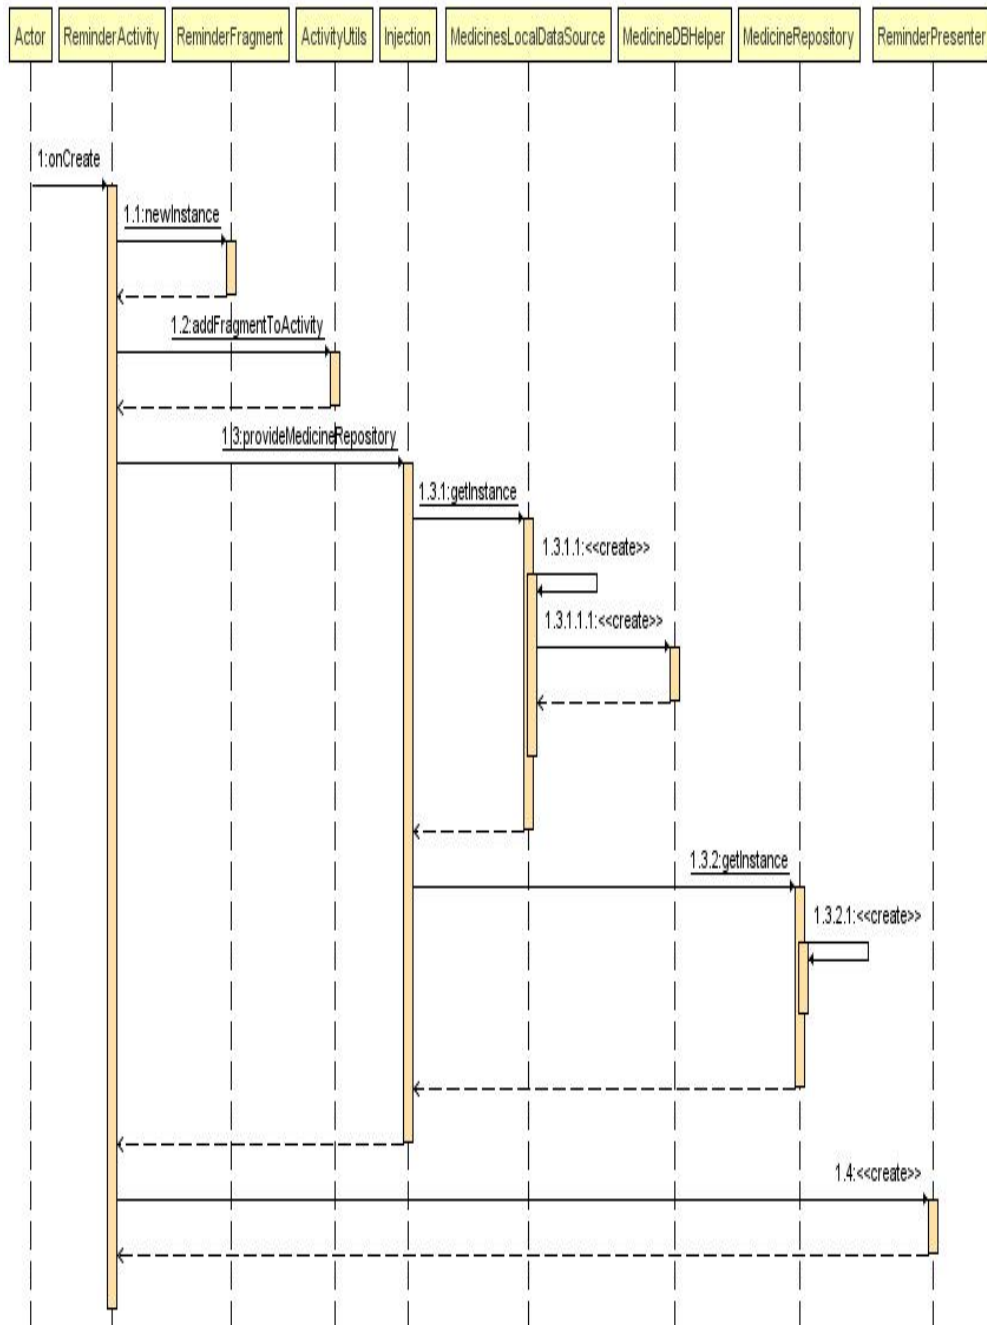 Actor
ReminderActivity
ReminderFragment
ActivityUtils
Injection
MedicinesLocalDataSource
MedicineDBHelper
MedicineRepository
ReminderPresenter
1:onCreate
1.1:newInstance
1.2:addFragmentToActivity
1.3:provideMedicineRepository
1.3.1:getInstance
1.3.1.1:<<create>>
1.3.1.1.1:<<create>>
1.3.2:getInstance
1.3.2.1:<<create>>
1.4:<<create>>